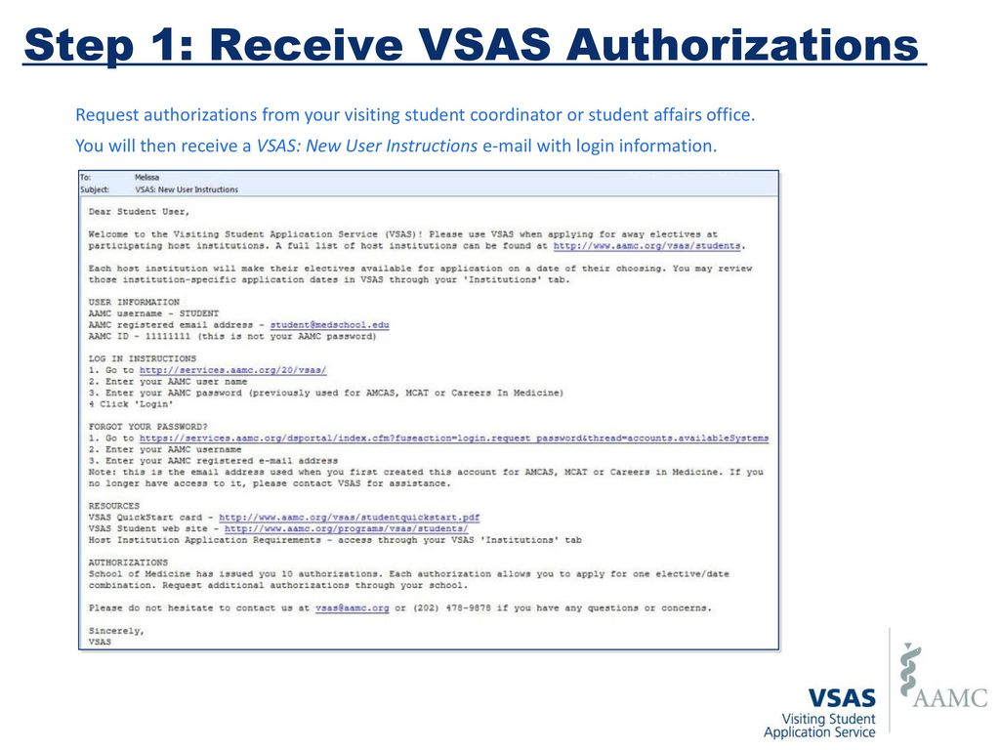 Step 1: Receive VSAS Authorizations
Request authorizations from your visiting student coordinator or student affairs office.
You will then receive a VSAS: New User Instructions e-mail with login information.
To: Melissa
Subject: VSAS: New User Instructions
Dear Student User,
Welcome to the Visiting Student Application Service (VSAS)! Please use VSAS when applying for away electives at
participating host institutions. A full list of host institutions can be found at http://www.aamc.org/vsas/students.
Each host institution will make their electives available for application on a date of their choosing. You may review
those institution-specific application dates in VSAS through your 'Institutions' tab.
USER INFORMATION
AAMC username - STUDENT
AAMC registered email address - student@medschool.edu
AAMC ID - 11111111 (this is not your AAMC password)
LOG IN INSTRUCTIONS
1. Go to http://services.aamc.org/20/vsas/
2. Enter your AAMC user name
3. Enter your AAMC password (previously used for AMCAS, MCAT or Careers In Medicine)
4 Click 'Login'
FORGOT YOUR PASSWORD?
1. Go to https://services.aamc.org/dsportal/index.cfm?fuseaction=login.request_password&thread=accounts.availableSystems
2. Enter your AAMC username
3. Enter your AAMC registered e-mail address
Note: this is the email address used when you first created this account for AMCAS, MCAT or Careers in Medicine. If you
no longer have access to it, please contact VSAS for assistance.
RESOURCES
VSAS QuickStart card - http://www.aamc.org/vsas/studentquickstart.pdf
VSAS Student web site - http://www.aamc.org/programs/vsas/students/
Host Institution Application Requirements - access through your VSAS 'Institutions' tab
AUTHORIZATIONS
School of Medicine has issued you 10 authorizations. Each authorization allows you to apply for one elective/date
combination. Request additional authorizations through your school.
Please do not hesitate to contact us at vsas@aamc.org or (202) 478-9878 if you have any questions or concerns.
Sincerely,
VSAS
VSAS
Visiting Student
Application Service
AAMC